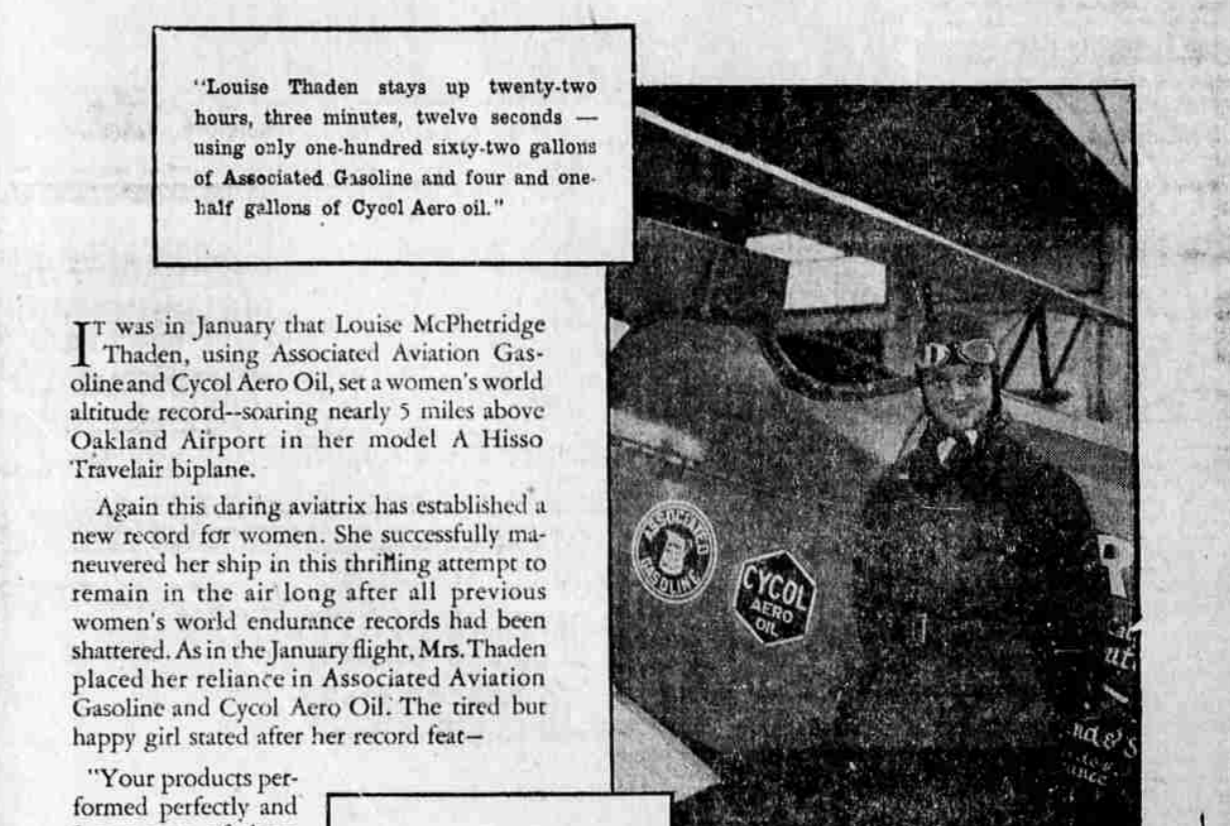 "Louise Thaden stays up twenty-two
hours, three minutes, twelve seconds —
using only one-hundred sixty-two gallons
of Associated Gasoline and four and one-
half gallons of Cycol Aero oil."
IT was in January that Louise McPhetridge
Thaden, using Associated Aviation Gas-
oline and Cycol Aero Oil, set a women's world
altitude record--soaring nearly 5 miles above
Oakland Airport in her model A Hisso
Travelair biplane.
Again this daring aviatrix has established a
new record for women. She successfully ma-
neuvered her ship in this thrilling attempt to
remain in the air long after all previous
women's world endurance records had been
shattered. As in the January flight, Mrs. Thaden
placed her reliance in Associated Aviation
Gasoline and Cycol Aero Oil. The tired but
happy girl stated after her record feat—
"Your products per-
formed perfectly and
ASSOCIATED
GASOLINE
CYCOL
AERO
OIL